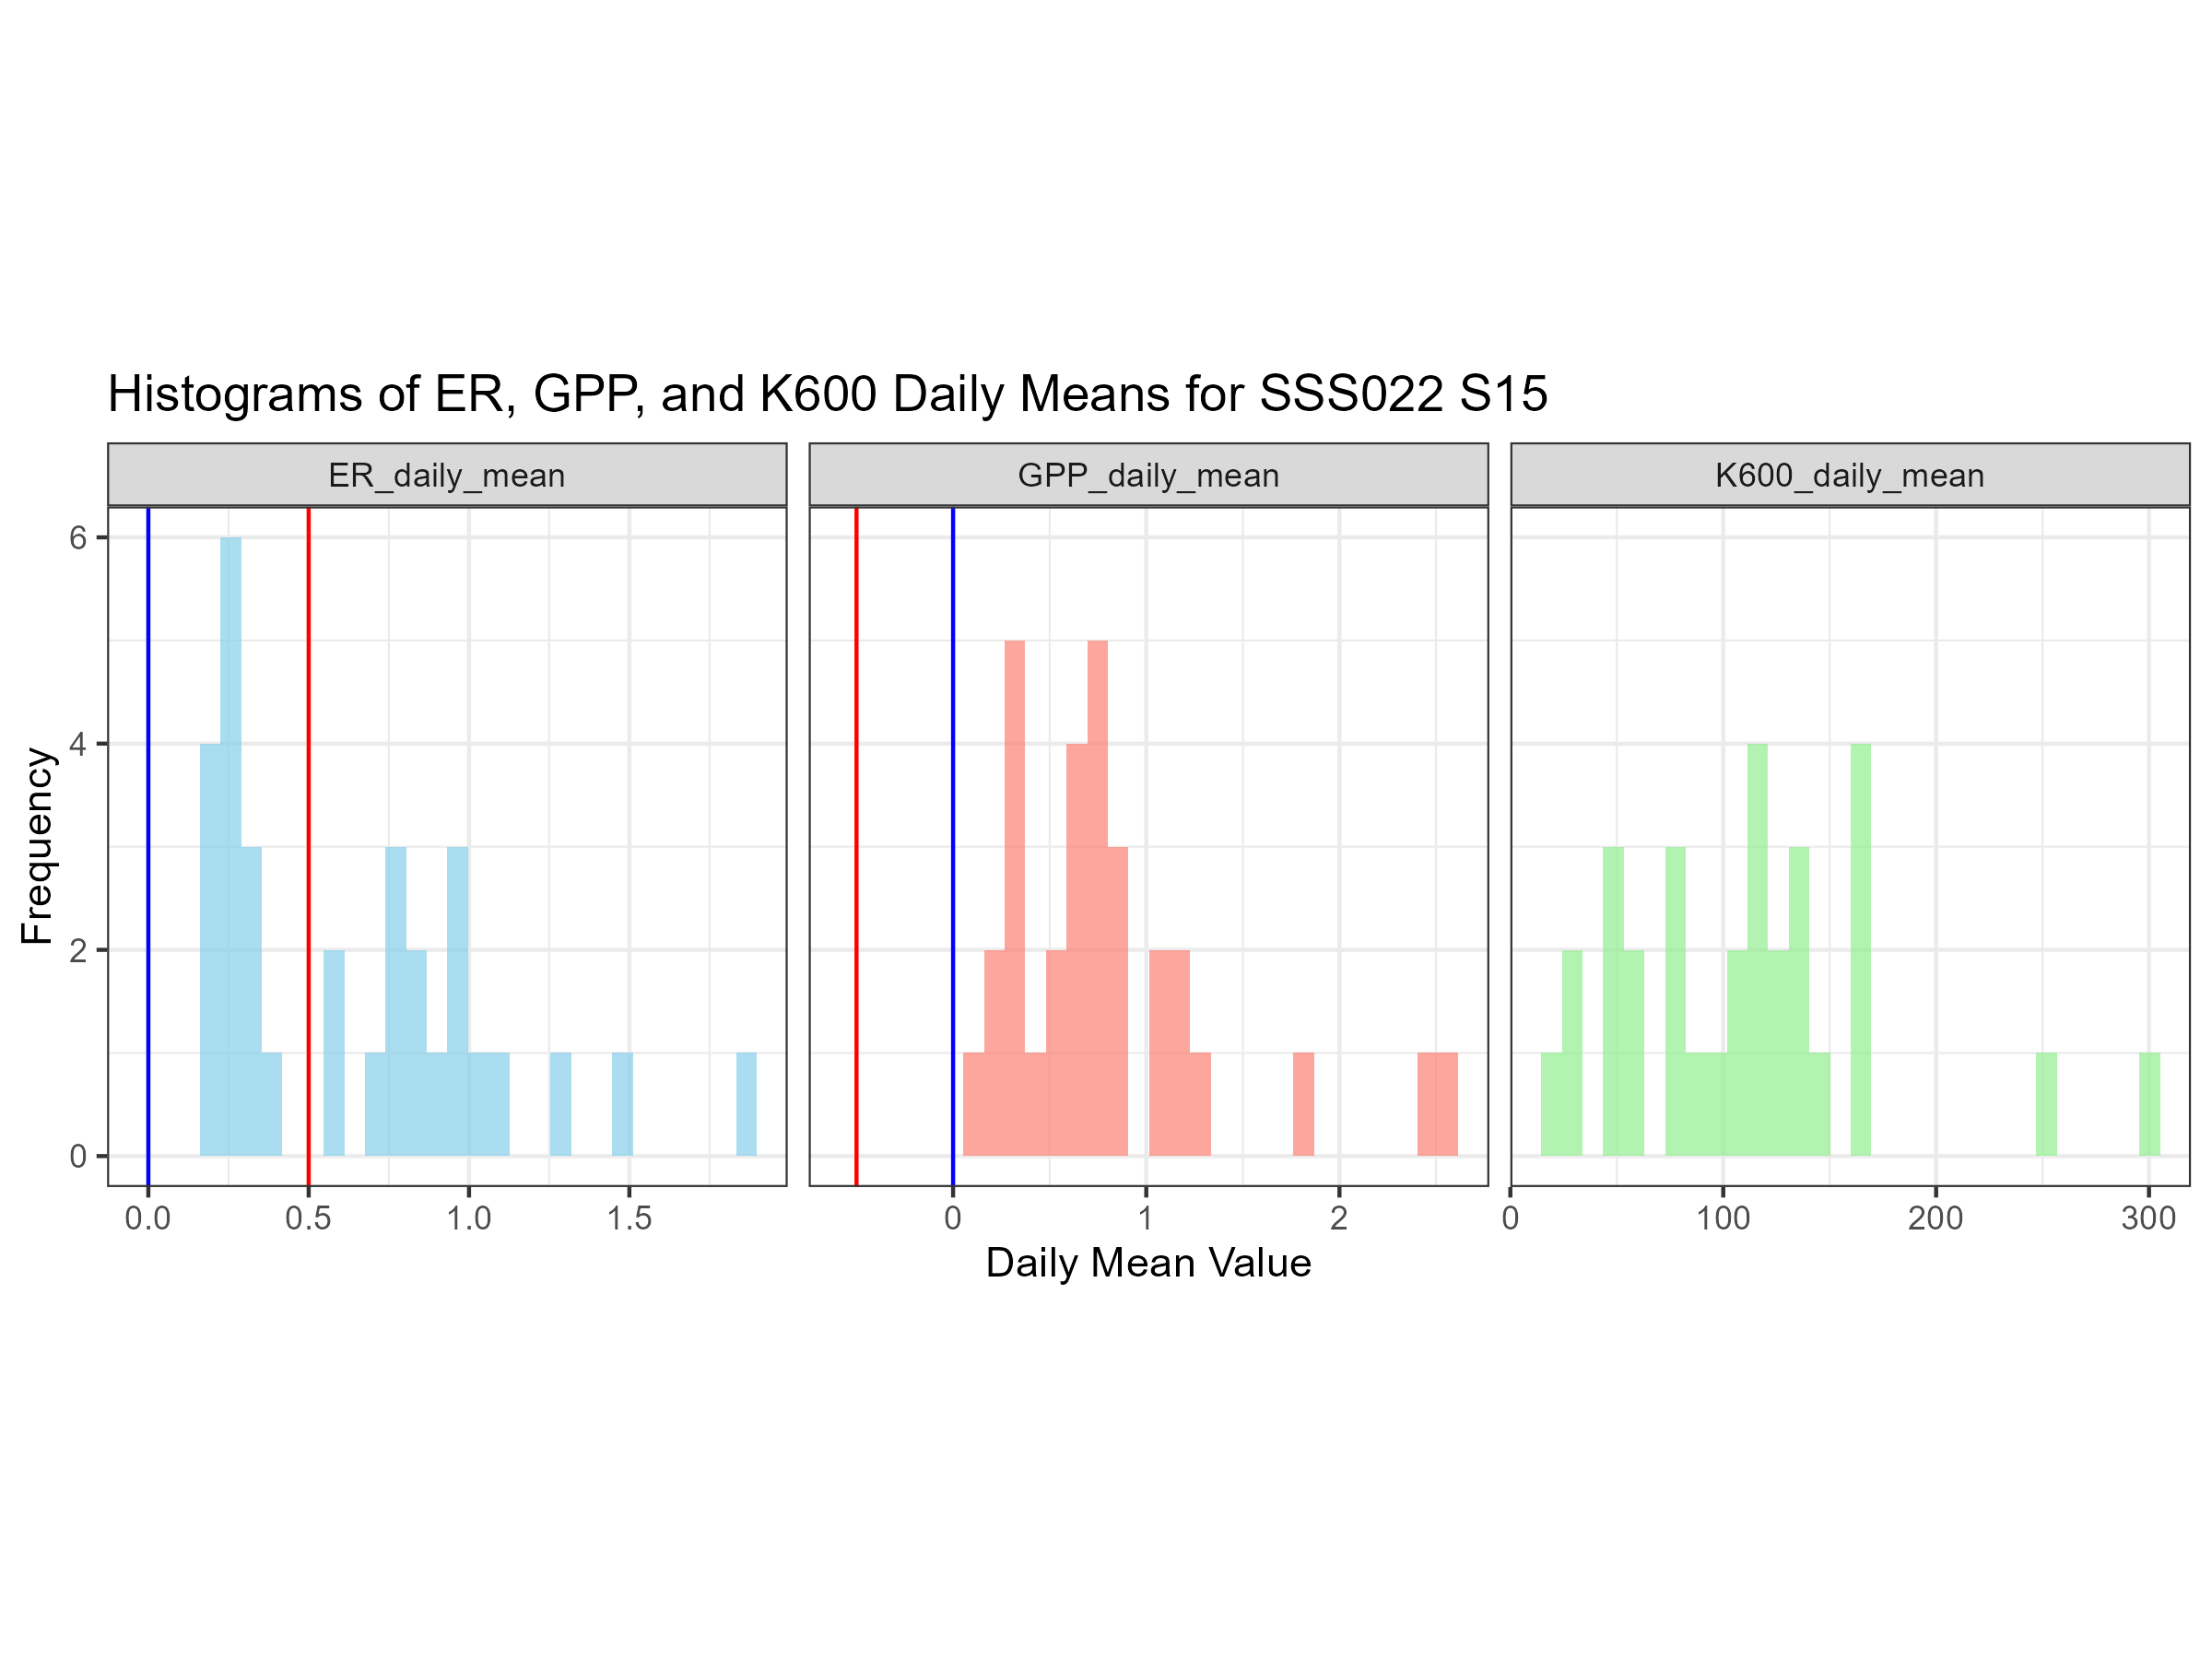 Histograms of ER, GPP, and K600 Daily Means for SSS022 S15
ER_daily_mean GPP_daily_mean K600_daily_mean
Frequency
6
4
2
0
0.0 0.5 1.0 1.5 0 1 2 0 100 200 300
Daily Mean Value